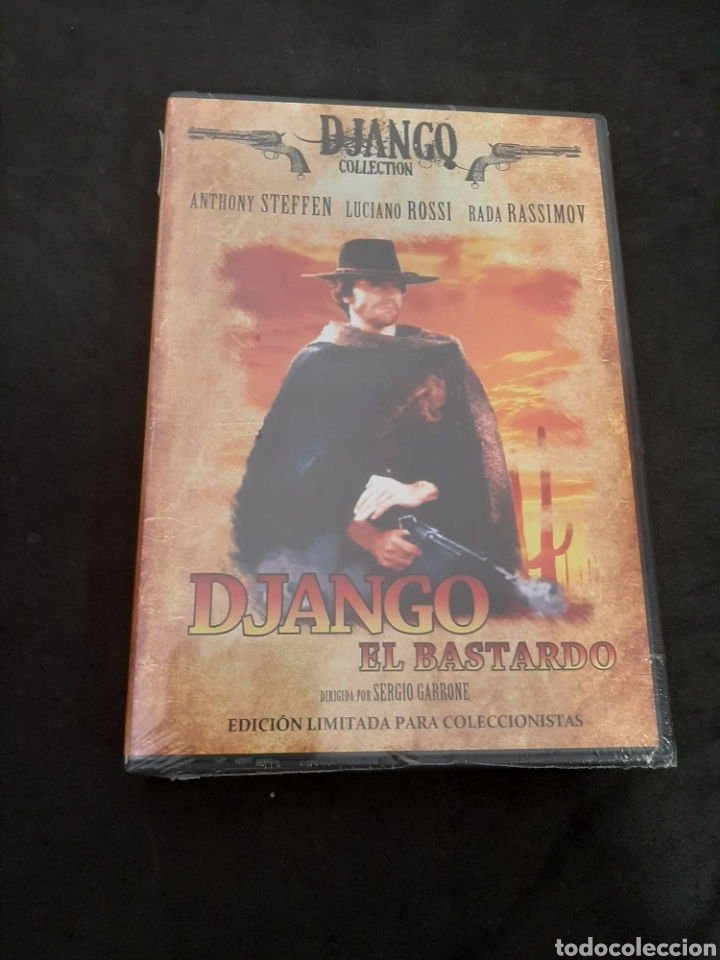 DJANGO
COLLECTION
ANTHONY STEFFEN LUCIANO ROSSI RADA RASSIMOV
DJANGO
EL BASTARDO
DIRIGIDA POR SERGIO GARRONE
EDICIÓN LIMITADA PARA COLECCIONISTAS
todocoleccion